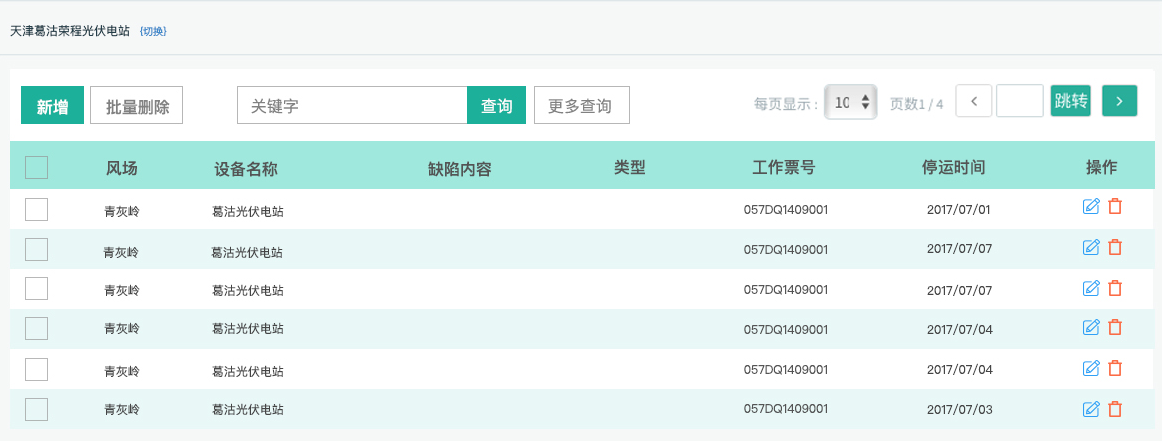 天津葛沽荣程光伏电站 {切换}
新增 批量删除 关键字 查询 更多查询 每页显示： 10 页数1 / 4 跳转
风场 设备名称 缺陷内容 类型 工作票号 停运时间 操作
青灰岭 葛沽光伏电站 057DQ1409001 2017/07/01
青灰岭 葛沽光伏电站 057DQ1409001 2017/07/07
青灰岭 葛沽光伏电站 057DQ1409001 2017/07/07
青灰岭 葛沽光伏电站 057DQ1409001 2017/07/04
青灰岭 葛沽光伏电站 057DQ1409001 2017/07/04
青灰岭 葛沽光伏电站 057DQ1409001 2017/07/03